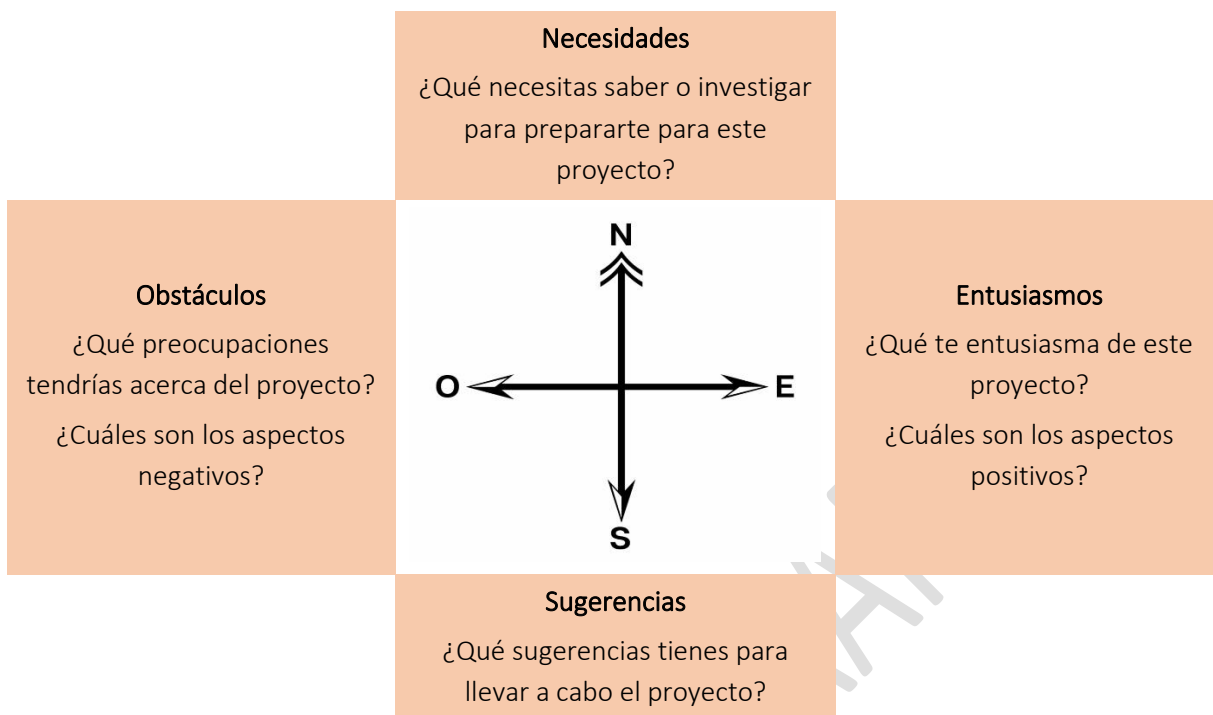 Necesidades
¿Qué necesitas saber o investigar
para prepararte para este
proyecto?
Obstáculos
¿Qué preocupaciones
tendrías acerca del proyecto?
¿Cuáles son los aspectos
negativos?
N
O
E
S
Entusiasmos
¿Qué te entusiasma de este
proyecto?
¿Cuáles son los aspectos
positivos?
Sugerencias
¿Qué sugerencias tienes para
llevar a cabo el proyecto?